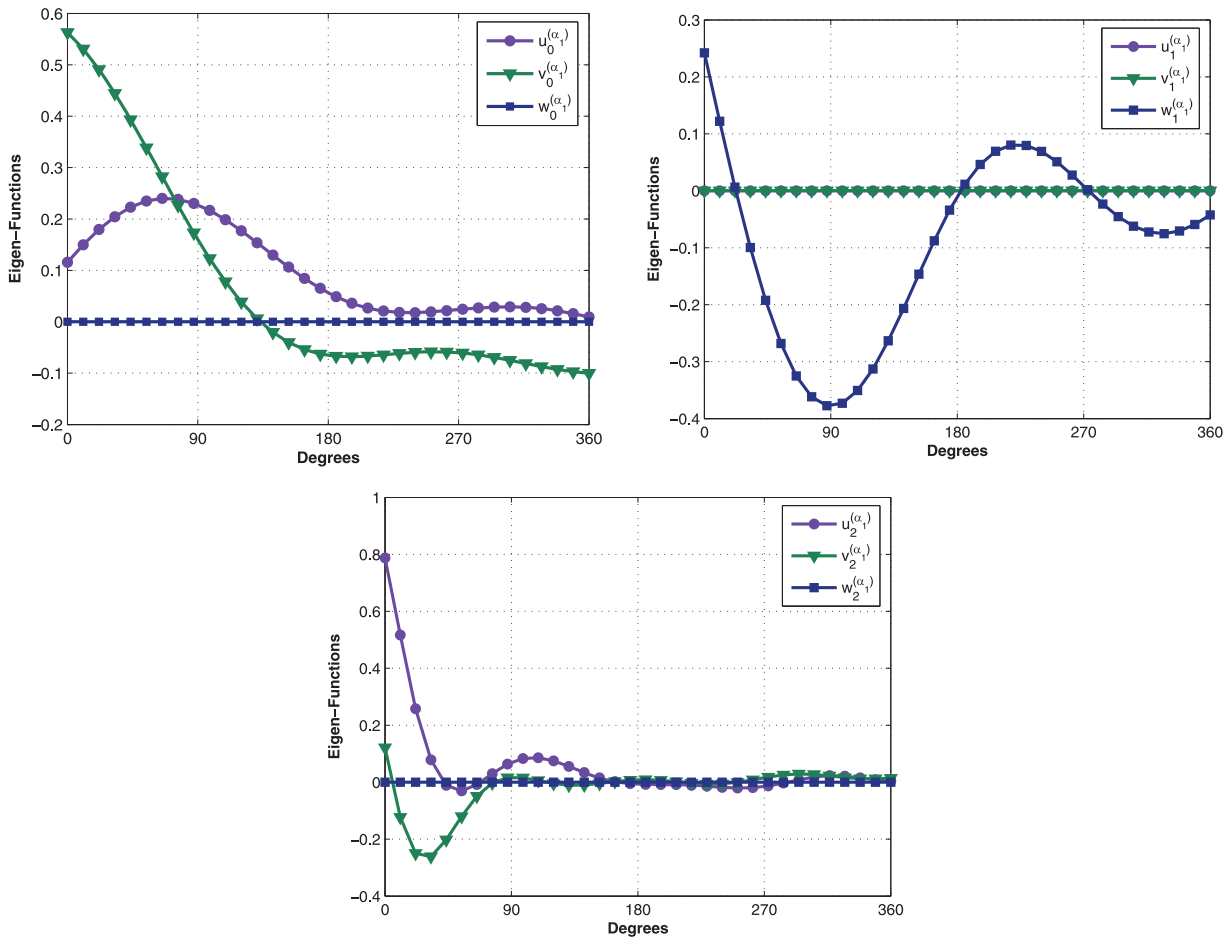 0.6
0.5
0.4
0.3
0.2
0.1
0
−0.1
−0.2
Eigen−Functions
0 90 180 270 360
Degrees
u₀^(α₁)
v₀^(α₁)
w₀^(α₁)
0.3
0.2
0.1
0
−0.1
−0.2
−0.3
−0.4
Eigen−Functions
0 90 180 270 360
Degrees
u₁^(α₁)
v₁^(α₁)
w₁^(α₁)
1
0.8
0.6
0.4
0.2
0
−0.2
−0.4
Eigen−Functions
0 90 180 270 360
Degrees
u₂^(α₁)
v₂^(α₁)
w₂^(α₁)